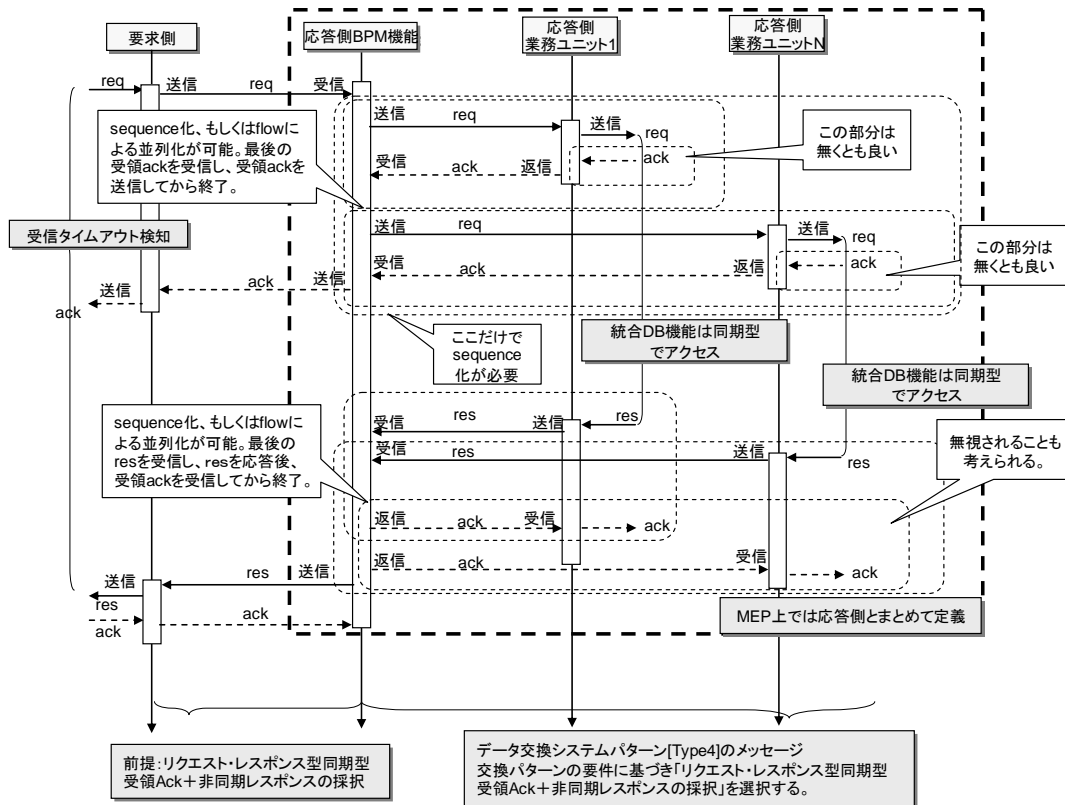 要求側
応答側BPM機能
応答側
業務ユニット1
応答側
業務ユニットN
req
送信
req
受信
送信
req
送信
req
sequence化、もしくはflowに
よる並列化が可能。最後の
受領ackを受信し、受領ackを
送信してから終了。
この部分は
無くとも良い
受信
ack
返信
ack
受信タイムアウト検知
送信
req
送信
req
この部分は
無くとも良い
受信
ack
返信
ack
送信
ack
送信
ack
ここだけで
sequence
化が必要
統合DB機能は同期型
でアクセス
統合DB機能は同期型
でアクセス
sequence化、もしくはflowに
よる並列化が可能。最後の
resを受信し、resを応答後、
受領ackを受信してから終了。
受信
送信
res
受信
res
送信
res
無視されることも
考えられる。
返信
ack
受信
ack
返信
ack
受信
ack
送信
res
送信
res
ack
ack
MEP上では応答側とまとめて定義
前提:リクエスト・レスポンス型同期型
受領Ack+非同期レスポンスの採択
データ交換システムパターン[Type4]のメッセージ
交換パターンの要件に基づき「リクエスト・レスポンス型同期型
受領Ack+非同期レスポンスの採択」を選択する。